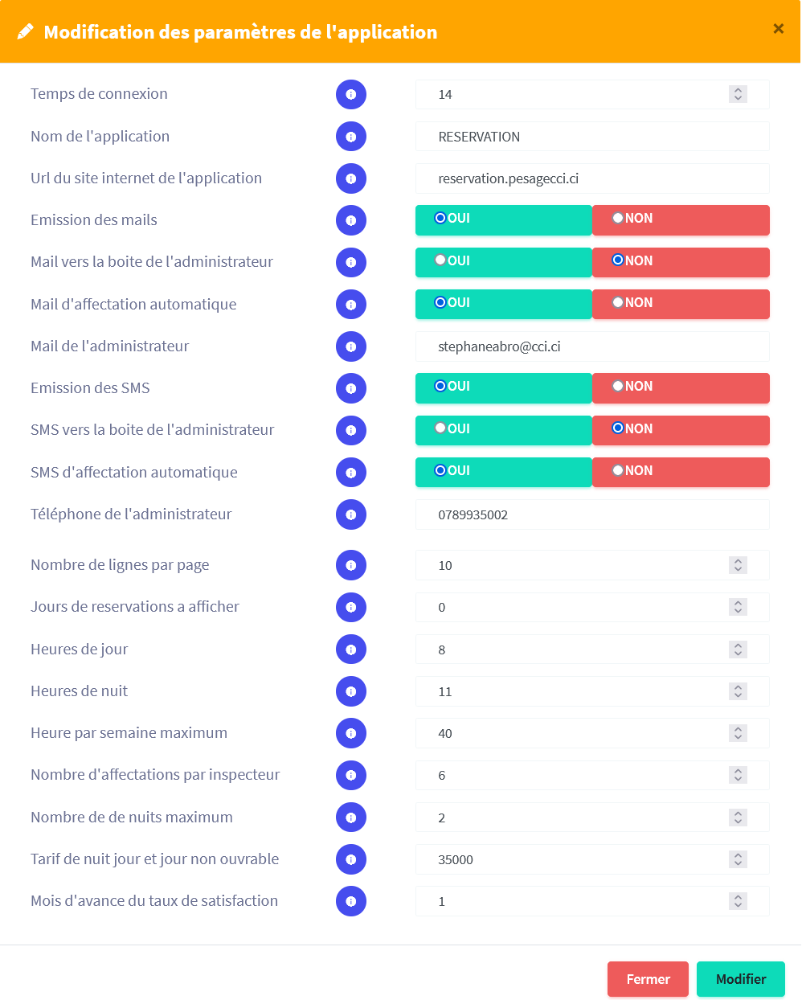 Modification des paramètres de l'application ×
Temps de connexion 14
Nom de l'application RESERVATION
Url du site internet de l'application reservation.pesagecci.ci
Emission des mails OUI NON
Mail vers la boite de l'administrateur OUI NON
Mail d'affectation automatique OUI NON
Mail de l'administrateur stephaneabro@cci.ci
Emission des SMS OUI NON
SMS vers la boite de l'administrateur OUI NON
SMS d'affectation automatique OUI NON
Téléphone de l'administrateur 0789935002
Nombre de lignes par page 10
Jours de reservations a afficher 0
Heures de jour 8
Heures de nuit 11
Heure par semaine maximum 40
Nombre d'affectations par inspecteur 6
Nombre de de nuits maximum 2
Tarif de nuit jour et jour non ouvrable 35000
Mois d'avance du taux de satisfaction 1
Fermer Modifier